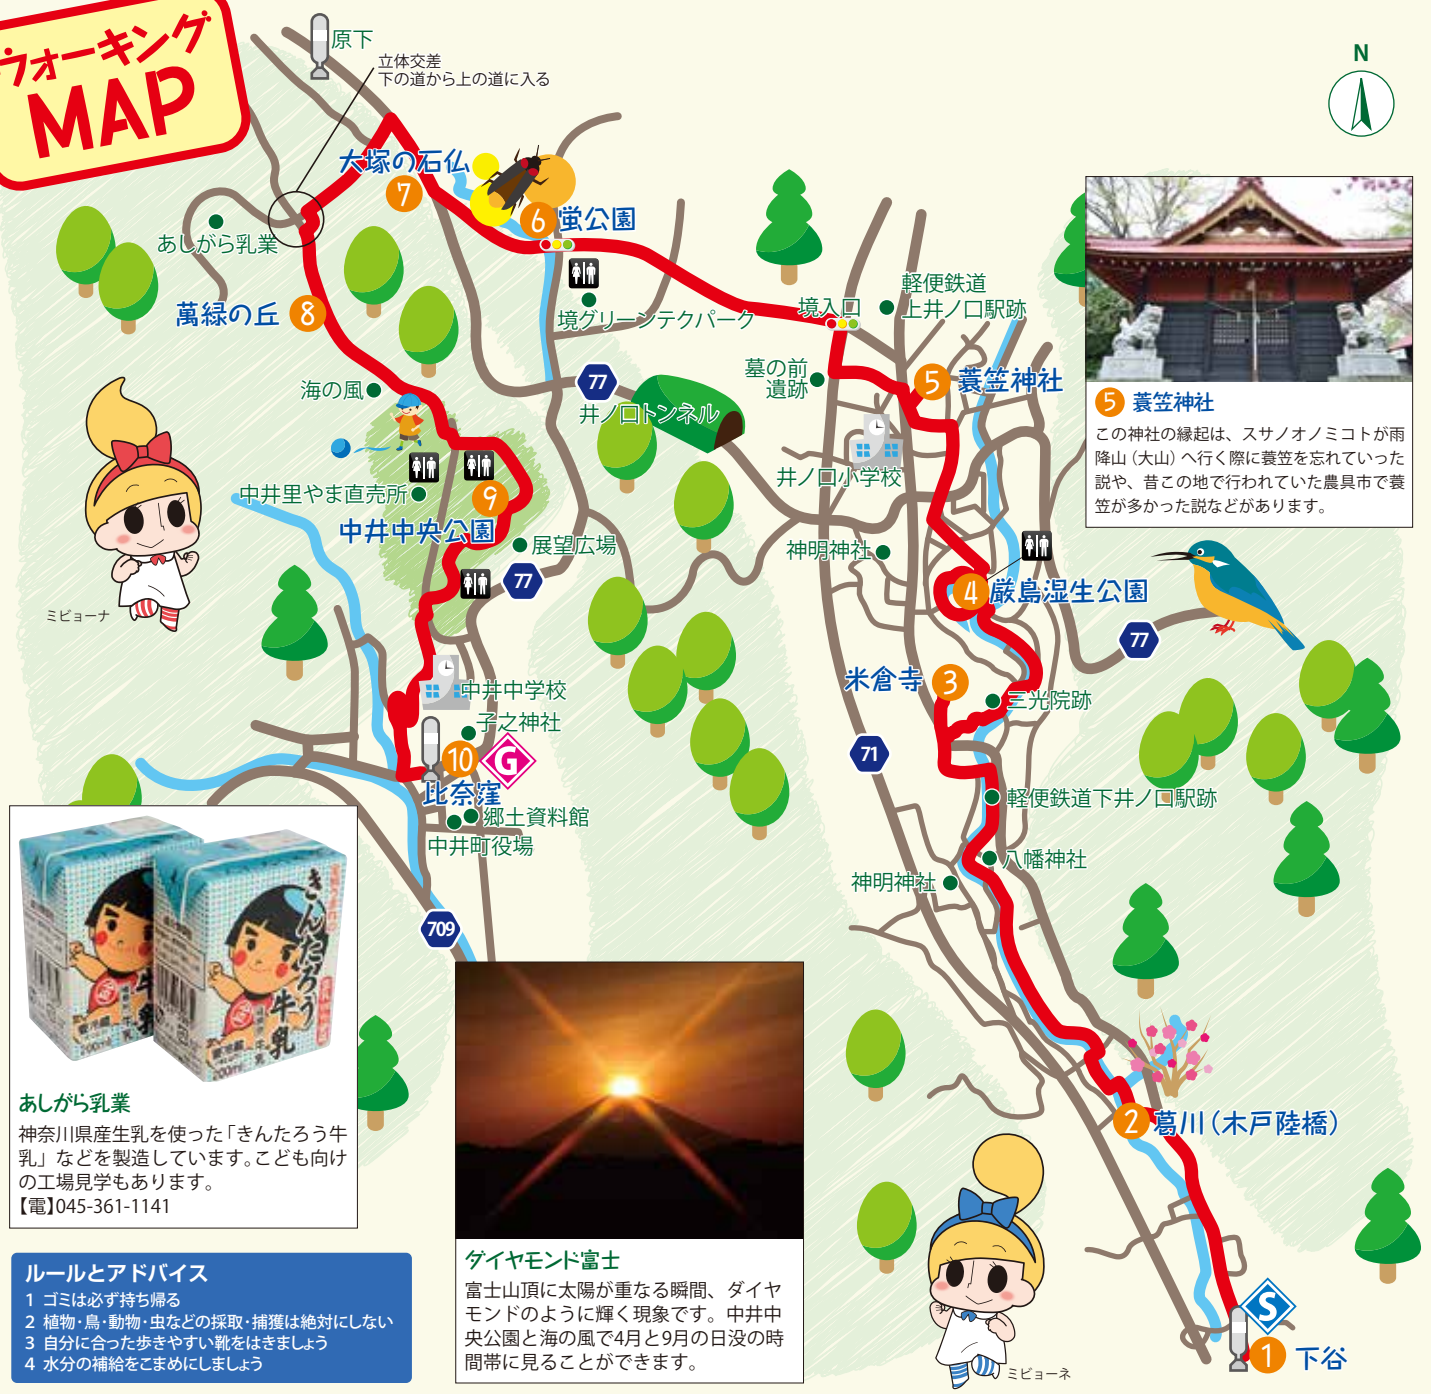 ウォーキング
MAP
原下
立体交差
下の道から上の道に入る
N
大塚の石仏
7
6
蛍公園
あしがら乳業
萬緑の丘
8
境グリーンテクパーク
境入口
軽便鉄道
上井ノ口駅跡
墓の前
遺跡
5
蓑笠神社
海の風
77
井ノ口トンネル
井ノ口小学校
中井里やま直売所
9
中井中央公園
展望広場
77
神明神社
4
厳島湿生公園
77
ミビョーナ
米倉寺
3
三光院跡
中井中学校
子之神社
10
G
比奈窪
71
軽便鉄道下井ノ口駅跡
郷土資料館
中井町役場
八幡神社
神明神社
709
2
葛川(木戸陸橋)
S
1
下谷
ミビョーネ
5 蓑笠神社
この神社の縁起は、スサノオノミコトが雨
降山(大山)へ行く際に蓑笠を忘れていった
説や、昔この地で行われていた農具市で蓑
笠が多かった説などがあります。
きんたろう
牛乳
200ml
あしがら乳業
神奈川県産生乳を使った「きんたろう牛
乳」などを製造しています。こども向け
の工場見学もあります。
【電】045-361-1141
ダイヤモンド富士
富士山頂に太陽が重なる瞬間、ダイヤ
モンドのように輝く現象です。中井中
央公園と海の風で4月と9月の日没の時
間帯に見ることができます。
ルールとアドバイス
1 ゴミは必ず持ち帰る
2 植物・鳥・動物・虫などの採取・捕獲は絶対にしない
3 自分に合った歩きやすい靴をはきましょう
4 水分の補給をこまめにしましょう